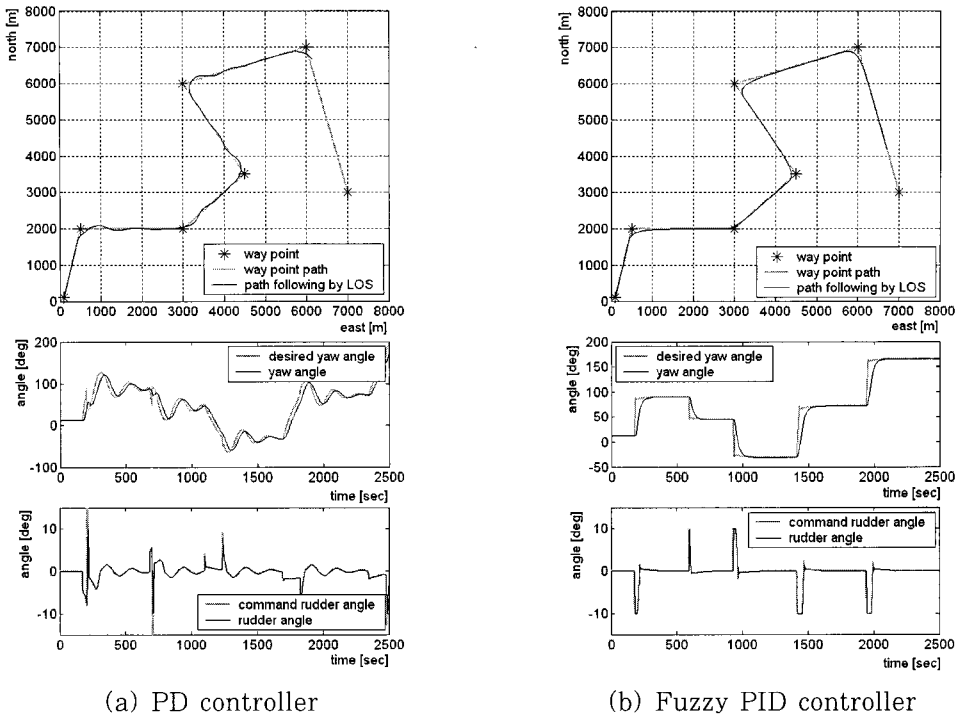 8000
7000
6000
5000
4000
3000
2000
1000
0
north [m]
0 1000 2000 3000 4000 5000 6000 7000 8000
east [m]
way point
way point path
path following by LOS
200
100
0
-100
angle [deg]
desired yaw angle
yaw angle
0 500 1000 1500 2000 2500
time [sec]
10
0
-10
angle [deg]
command rudder angle
rudder angle
0 500 1000 1500 2000 2500
time [sec]
(a) PD controller
8000
7000
6000
5000
4000
3000
2000
1000
0
north [m]
0 1000 2000 3000 4000 5000 6000 7000 8000
east [m]
way point
way point path
path following by LOS
200
150
100
50
0
-50
angle [deg]
desired yaw angle
yaw angle
0 500 1000 1500 2000 2500
time [sec]
10
0
-10
angle [deg]
command rudder angle
rudder angle
0 500 1000 1500 2000 2500
time [sec]
(b) Fuzzy PID controller